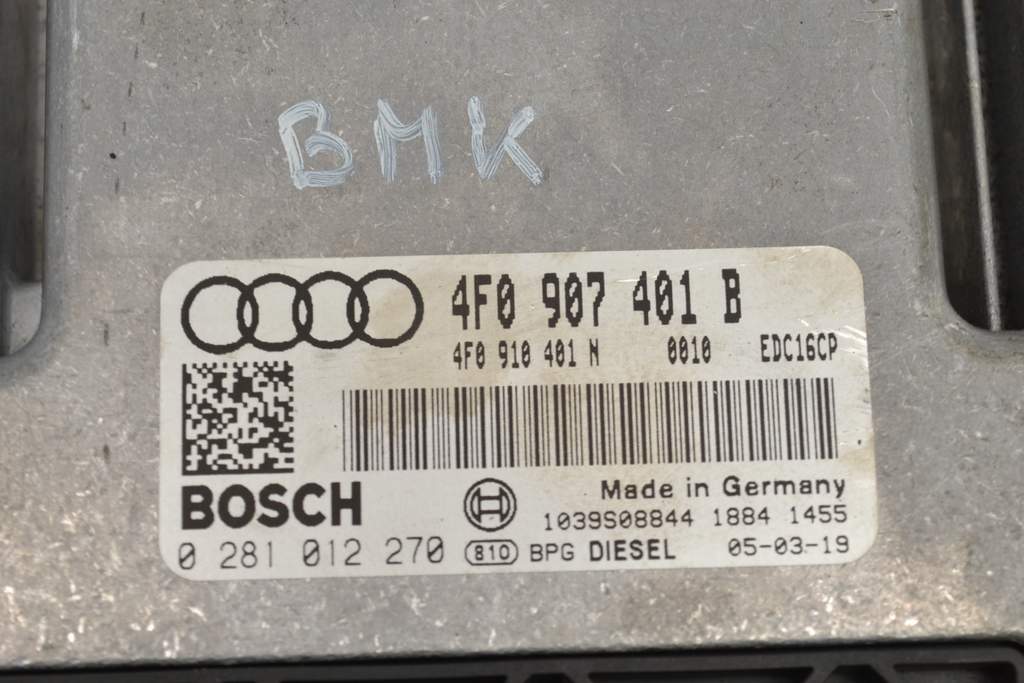 BMK
4F0 907 401 B
4F0 910 401 N 0010 EDC16CP
BOSCH
Made in Germany
1039S08844 1884 1455
0 281 012 270 810 BPG DIESEL 05-03-19